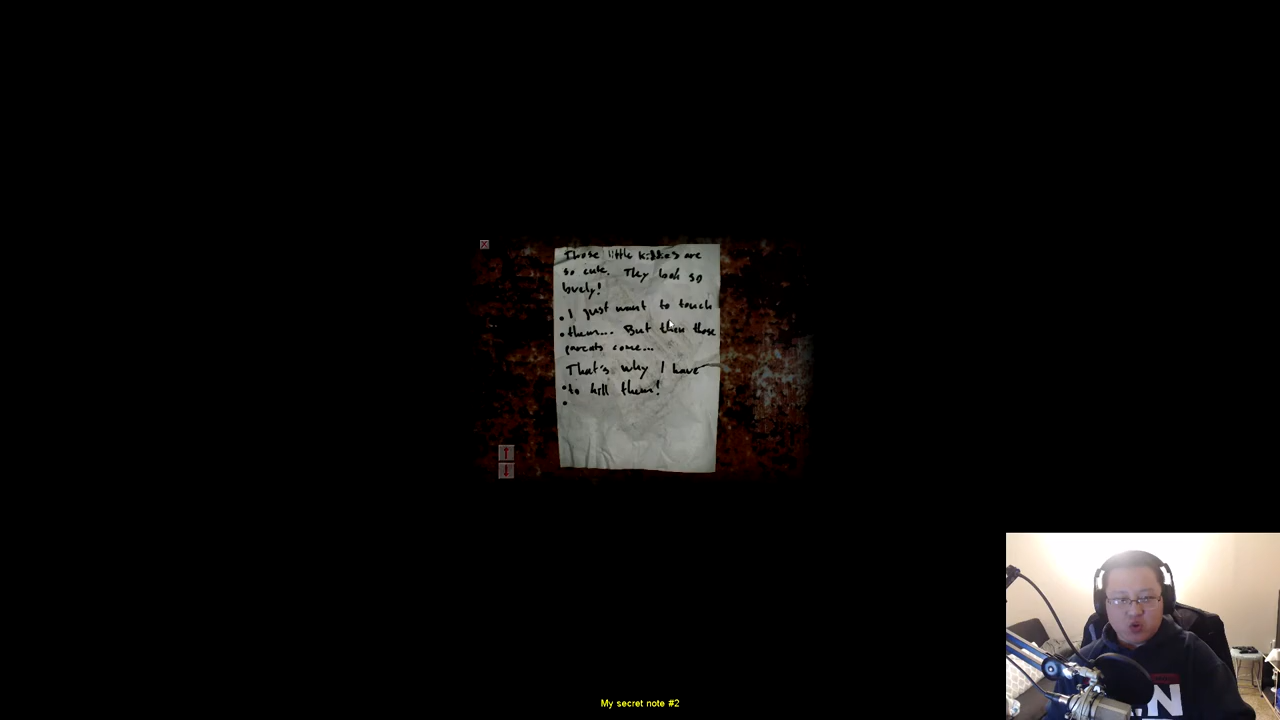 Those little kiddies are
so cute. They look so
lovely!
I just want to touch
them... But then those
parents come...
That's why I have
to kill them!
X
N
My secret note #2